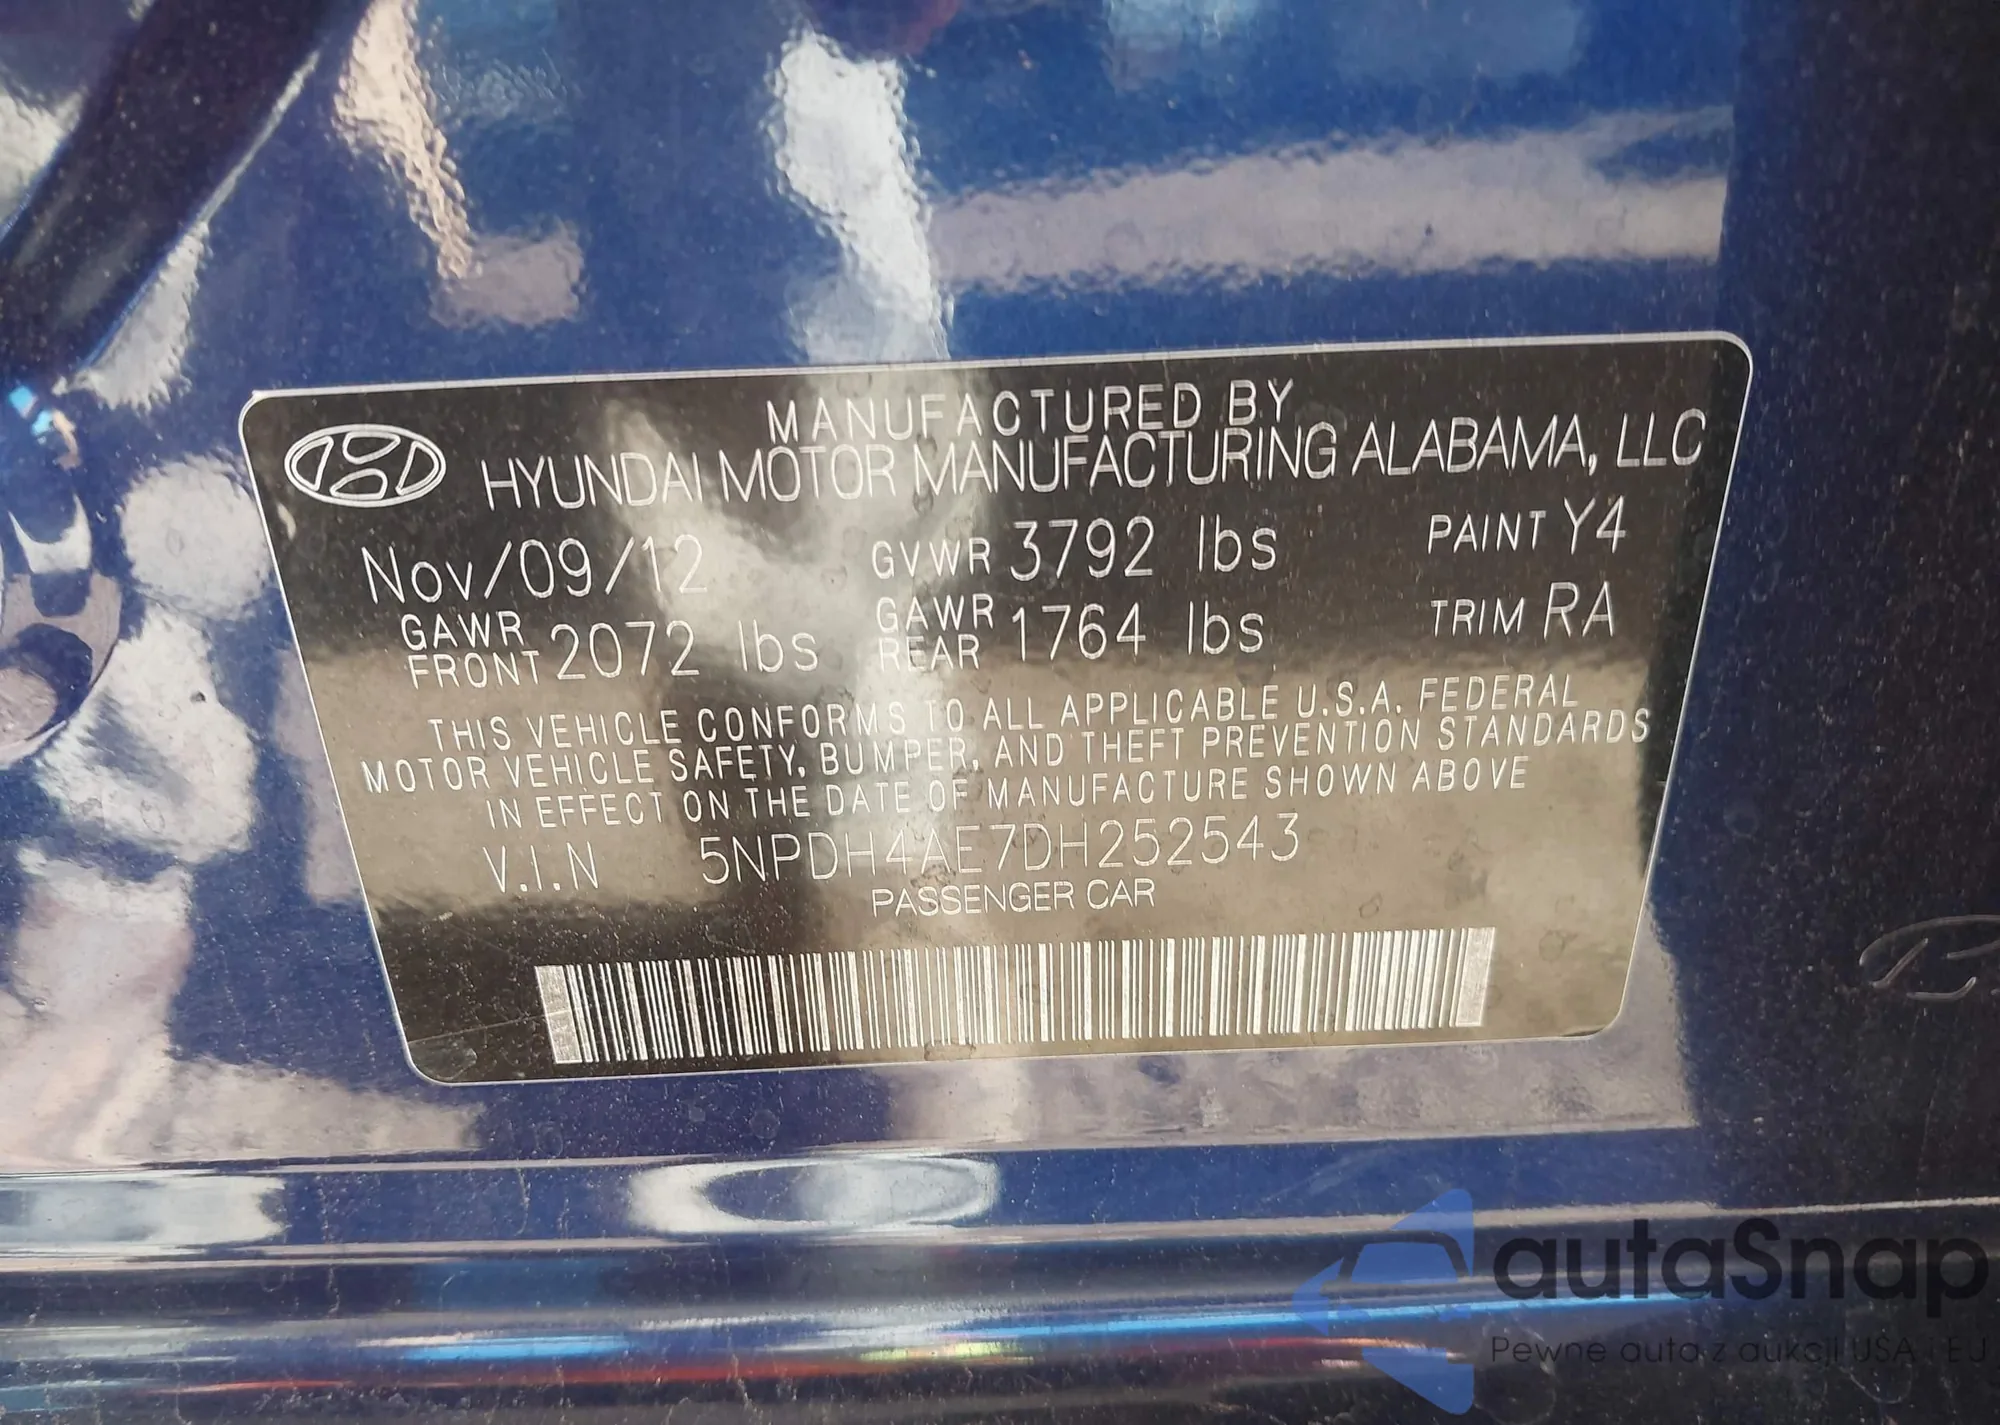 MANUFACTURED BY
HYUNDAI MOTOR MANUFACTURING ALABAMA, LLC
Nov/09/12 GVWR 3792 lbs PAINT Y4
GAWR FRONT 2072 lbs GAWR REAR 1764 lbs TRIM RA
THIS VEHICLE CONFORMS TO ALL APPLICABLE U.S.A. FEDERAL
MOTOR VEHICLE SAFETY, BUMPER, AND THEFT PREVENTION STANDARDS
IN EFFECT ON THE DATE OF MANUFACTURE SHOWN ABOVE
V.I.N 5NPDH4AE7DH252543
PASSENGER CAR
autaSnap
Pewne auta z aukcji USA i EU